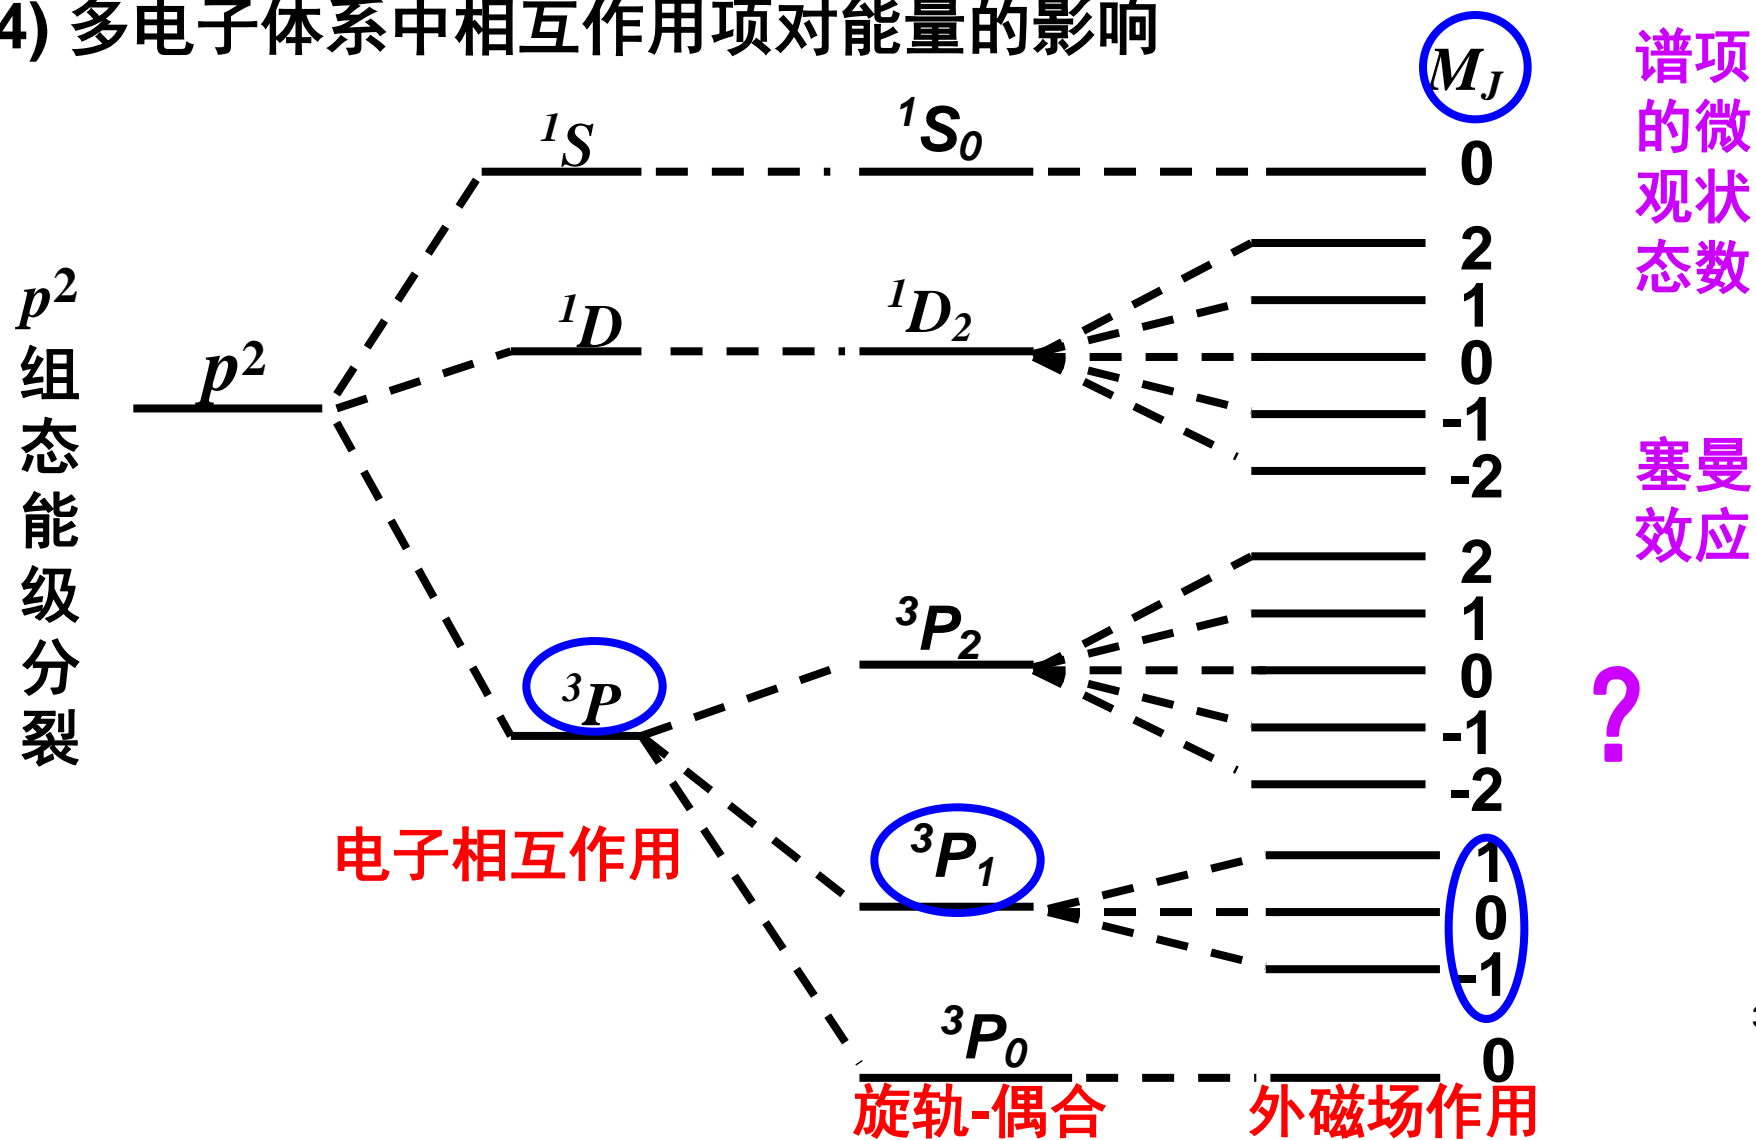 4) 多电子体系中相互作用项对能量的影响
M_J
谱项
的微
观状
态数
¹S
¹S₀
0
2
¹D
¹D₂
1
0
-1
-2
p²
组
态
能
级
分
裂
p²
塞曼
效应
2
³P₂
1
0
-1
-2
³P
?
电子相互作用
³P₁
1
0
-1
³P₀
0
旋轨-偶合
外磁场作用